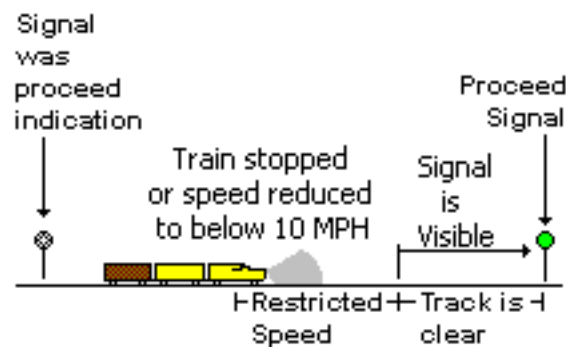 Signal
was
proceed
indication
Train stopped
or speed reduced
to below 10 MPH
Signal
is
Visible
Proceed
Signal
Restricted
Speed
Track is
clear